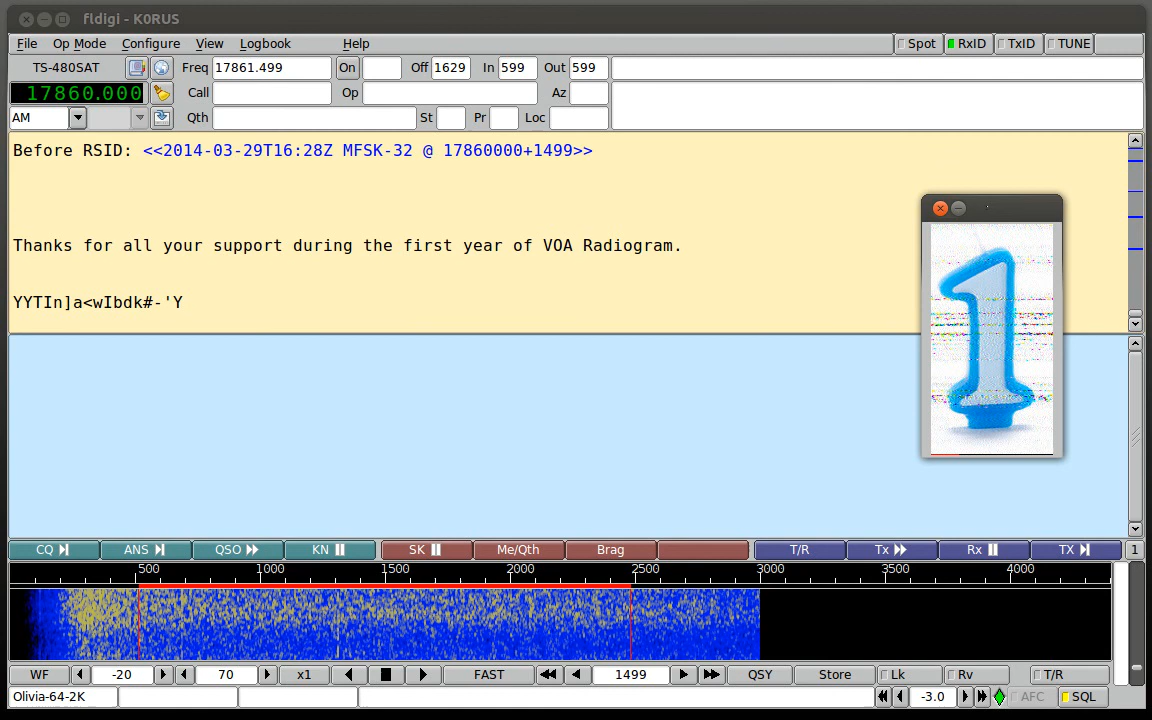 fldigi - K0RUS
File Op Mode Configure View Logbook Help Spot RxID TxID TUNE
TS-480SAT Freq 17861.499 On Off 1629 In 599 Out 599
17860.000 Call Op Az
AM Qth St Pr Loc
Before RSID: <<2014-03-29T16:28Z MFSK-32 @ 17860000+1499>>
Thanks for all your support during the first year of VOA Radiogram.
YYTIn]a<wIbdk#-'Y
1
CQ ANS QSO KN SK Me/Qth Brag T/R Tx Rx TX 1
500 1000 1500 2000 2500 3000 3500 4000
WF -20 70 x1 FAST 1499 QSY Store Lk Rv T/R
Olivia-64-2K -3.0 AFC SQL